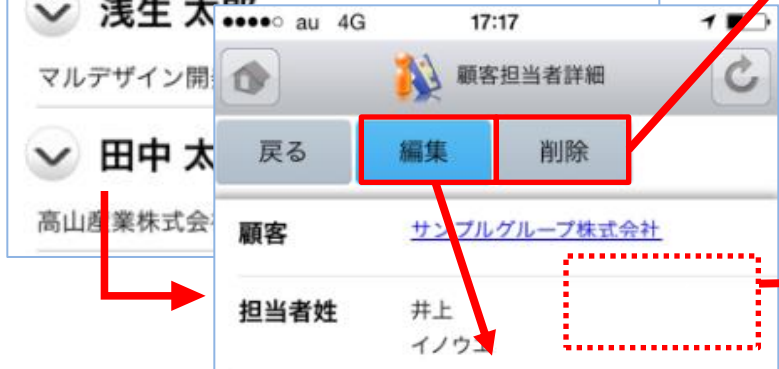 浅生 太郎
マルデザイン開
田中 太
高山産業株式会
au 4G 17:17
顧客担当者詳細
戻る 編集 削除
顧客 サンプルグループ株式会社
担当者姓 井上
イノウエ